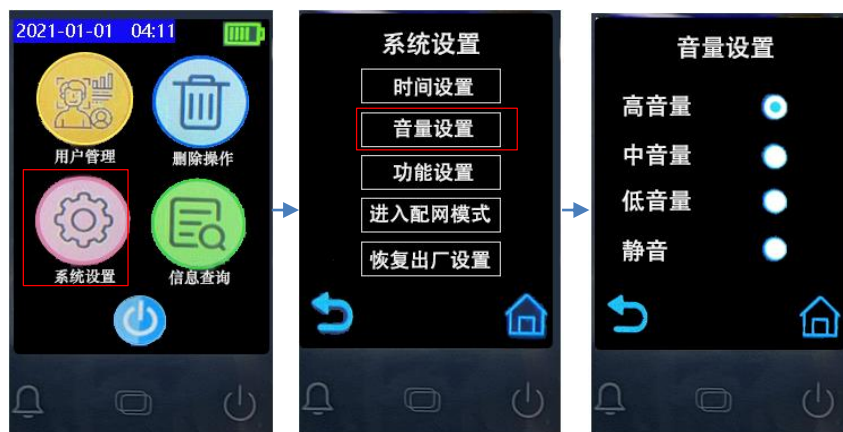 2021-01-01 04:11
用户管理
删除操作
系统设置
信息查询
系统设置
时间设置
音量设置
功能设置
进入配网模式
恢复出厂设置
音量设置
高音量
中音量
低音量
静音